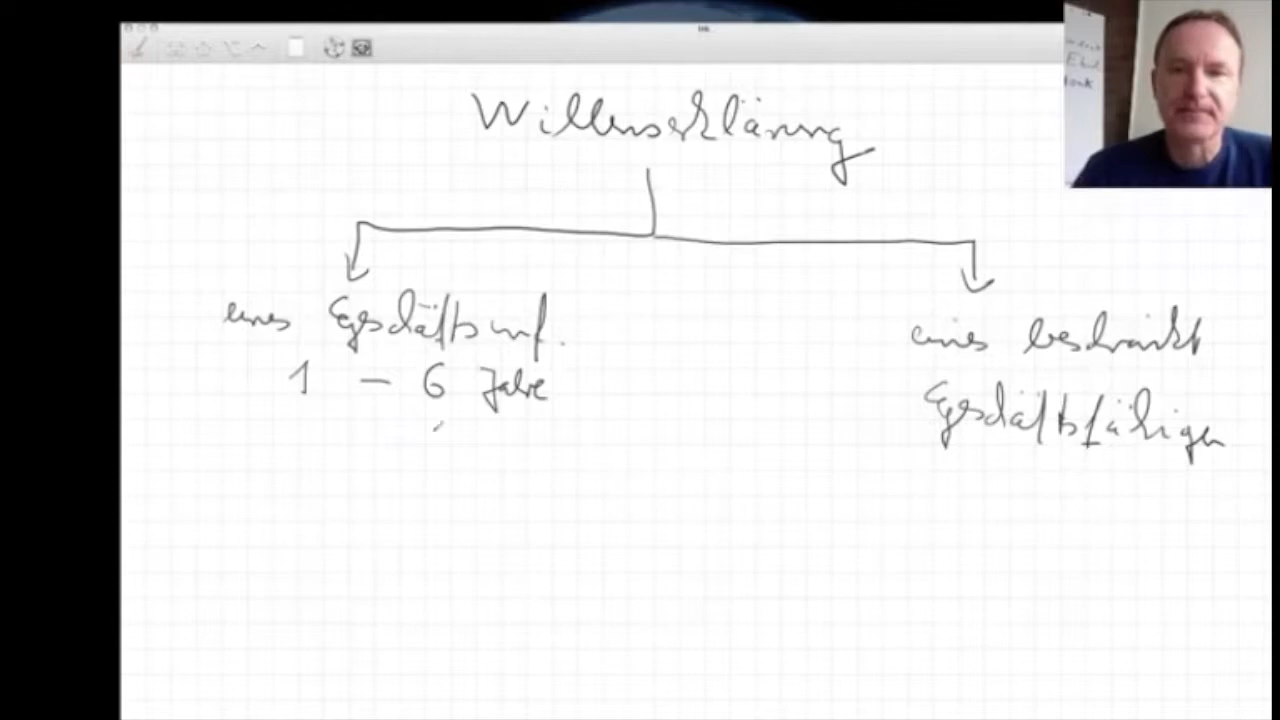 Willenserklärung
eines Geschäftsunf.
1 – 6 Jahre
eines beschränkt
Geschäftsfähigen